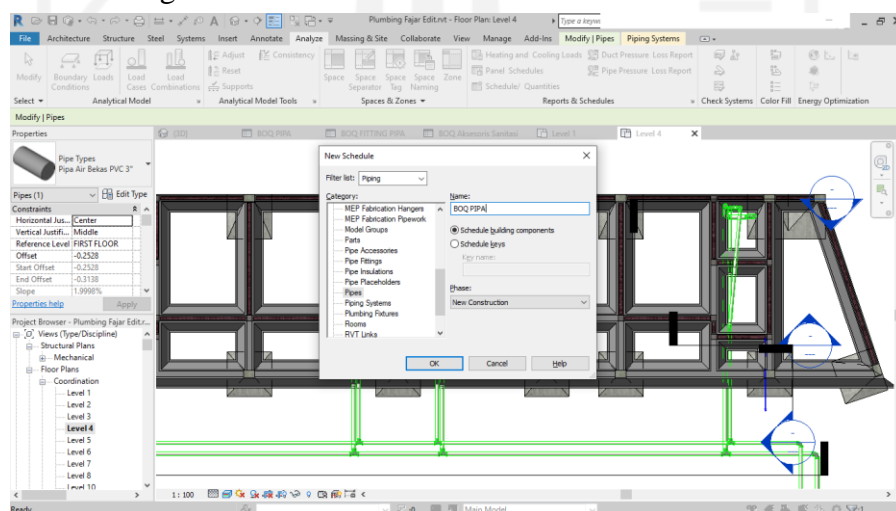 Plumbing Fajar Edit.rvt - Floor Plan: Level 4
Type a keyw
File Architecture Structure Steel Systems Insert Annotate Analyze Massing & Site Collaborate View Manage Add-Ins Modify | Pipes Piping Systems
Modify
Boundary Conditions
Loads
Load Cases
Load Combinations
Adjust
Reset
Supports
Consistency
Space
Space Separator
Space Tag
Space Naming
Zone
Heating and Cooling Loads
Panel Schedules
Schedule/ Quantities
Duct Pressure Loss Report
Pipe Pressure Loss Report
Select
Analytical Model
Analytical Model Tools
Spaces & Zones
Reports & Schedules
Check Systems
Color Fill
Energy Optimization
Modify | Pipes
Properties
{3D}
BOQ PIPA
BOQ FITTING PIPA
BOQ Aksesoris Sanitasi
Level 1
Level 4
Pipe Types
Pipa Air Bekas PVC 3"
Pipes (1)
Edit Type
Constraints
Horizontal Jus... Center
Vertical Justifi... Middle
Reference Level FIRST FLOOR
Offset -0.2528
Start Offset -0.2528
End Offset -0.3138
Slope 1.9998%
Properties help
Apply
Project Browser - Plumbing Fajar Edit.r...
Views (Type/Discipline)
Structural Plans
Mechanical
Floor Plans
Coordination
Level 1
Level 2
Level 3
Level 4
Level 5
Level 6
Level 7
Level 8
Level 10
New Schedule
Filter list: Piping
Category:
MEP Fabrication Hangers
MEP Fabrication Pipework
Model Groups
Parts
Pipe Accessories
Pipe Fittings
Pipe Insulations
Pipe Placeholders
Pipes
Piping Systems
Plumbing Fixtures
Rooms
RVT Links
Name:
BOQ PIPA
Schedule building components
Schedule keys
Key name:
Phase:
New Construction
OK
Cancel
Help
1 : 100
Ready
Main Model